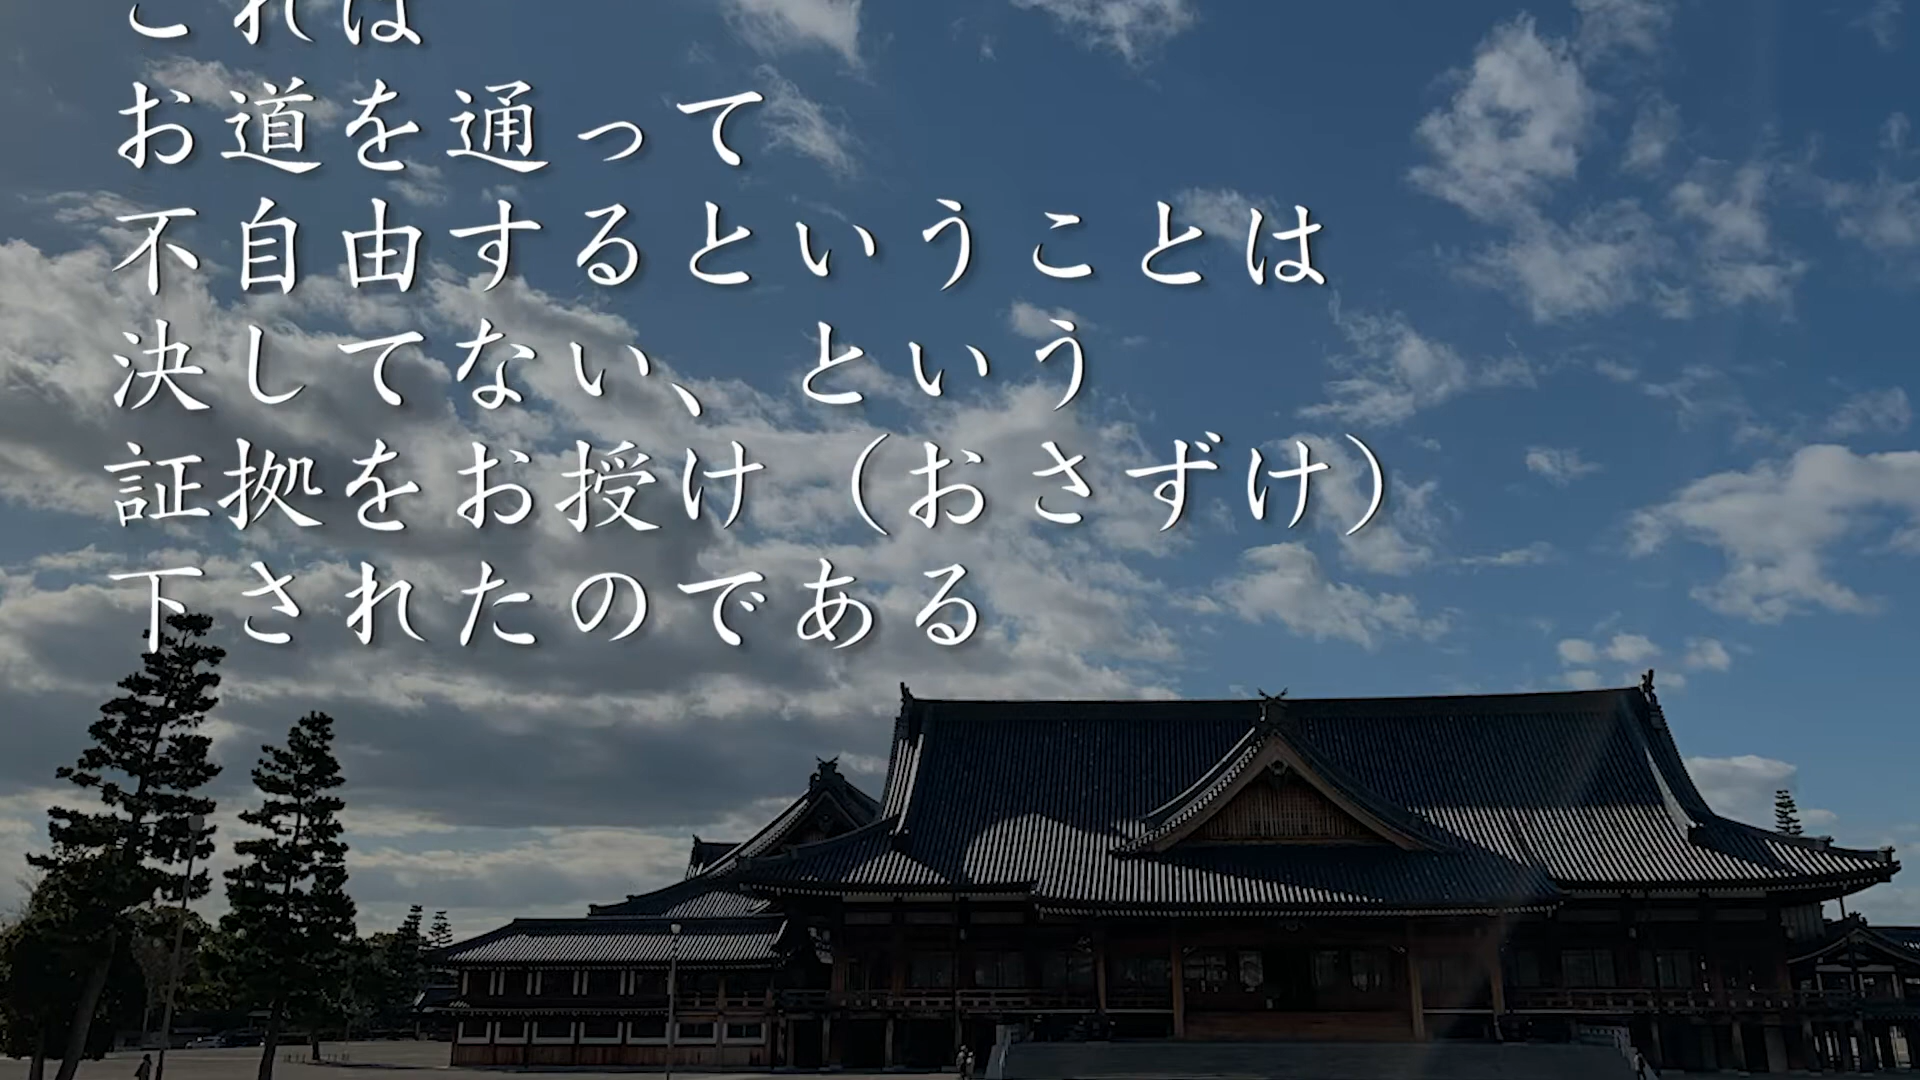 これは
お道を通って
不自由するということは
決してない、という
証拠をお授け（おさずけ）
下されたのである